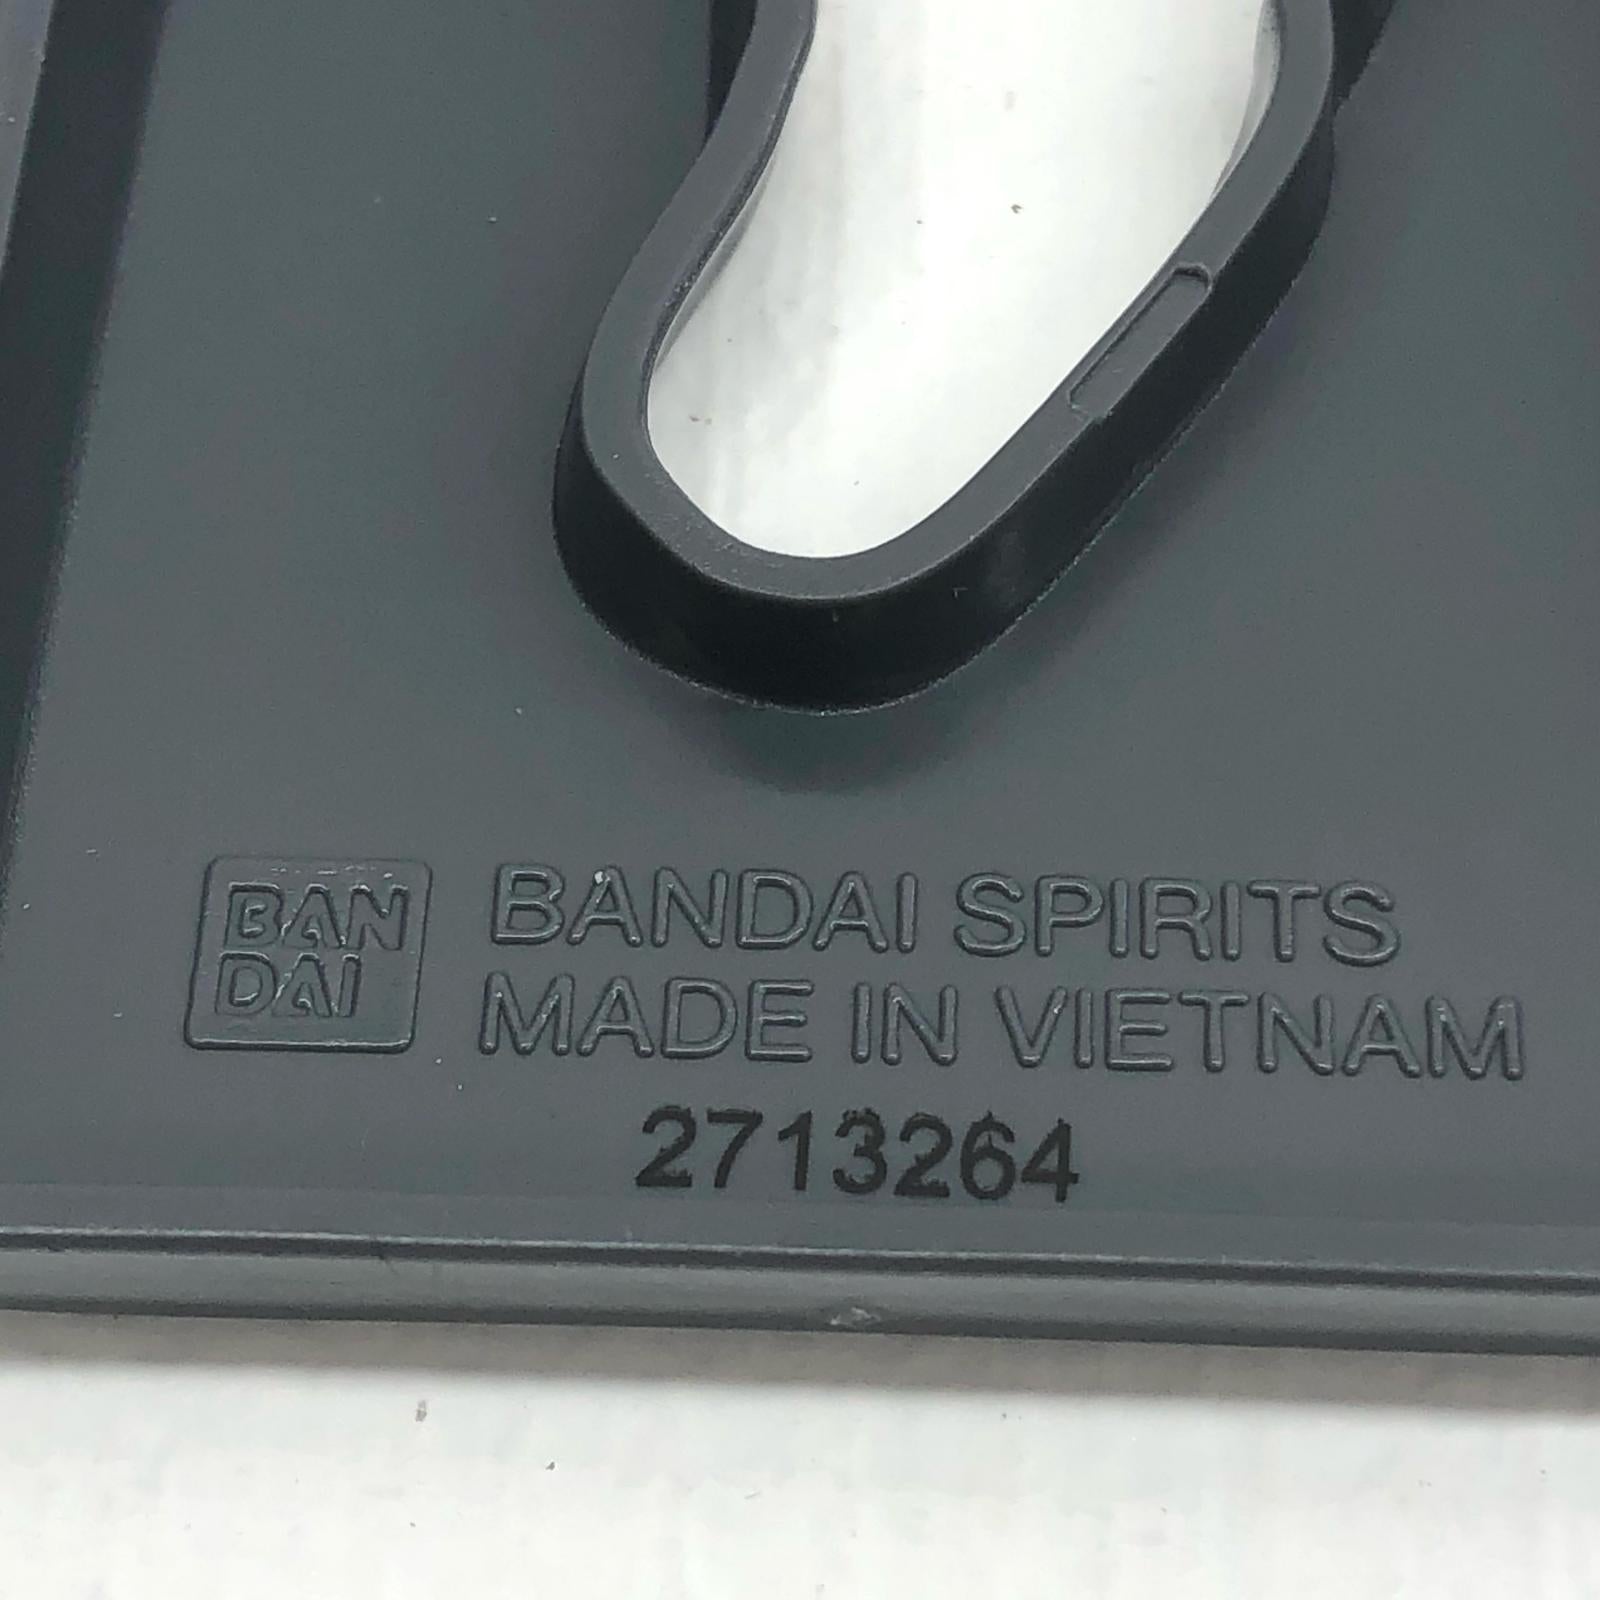 BAN
DAI
BANDAI SPIRITS
MADE IN VIETNAM
2713264